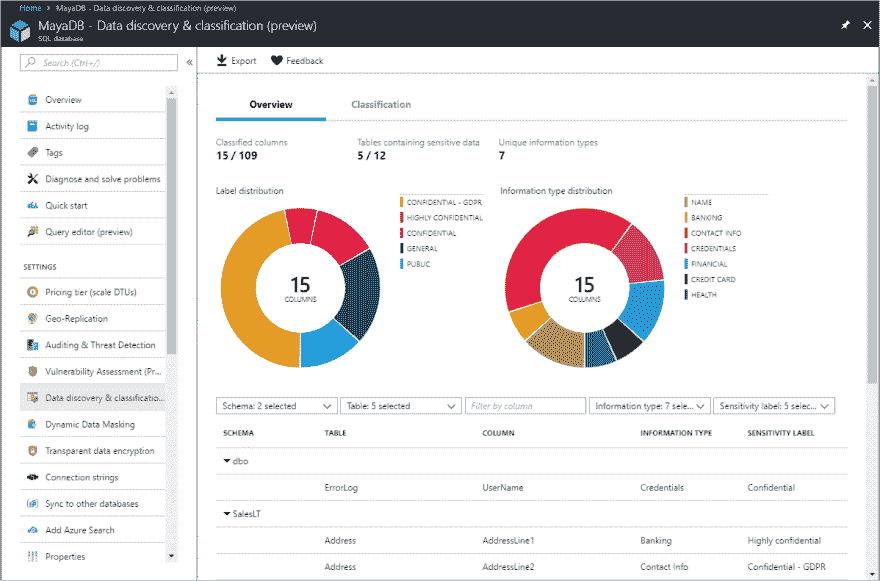 Home > MayaDB - Data discovery & classification (preview)
MayaDB - Data discovery & classification (preview)
SQL database
Search (Ctrl+/)
«
Export Feedback
Overview
Activity log
Tags
Diagnose and solve problems
Quick start
Query editor (preview)
SETTINGS
Pricing tier (scale DTUs)
Geo-Replication
Auditing & Threat Detection
Vulnerability Assessment (Pr...
Data discovery & classificatio...
Dynamic Data Masking
Transparent data encryption
Connection strings
Sync to other databases
Add Azure Search
Properties
Overview Classification
Classified columns Tables containing sensitive data Unique information types
15 / 109 5 / 12 7
Label distribution
15
COLUMNS
CONFIDENTIAL - GDPR
HIGHLY CONFIDENTIAL
CONFIDENTIAL
GENERAL
PUBLIC
Information type distribution
15
COLUMNS
NAME
BANKING
CONTACT INFO
CREDENTIALS
FINANCIAL
CREDIT CARD
HEALTH
Schema: 2 selected Table: 5 selected Filter by column Information type: 7 sele... Sensitivity label: 5 selec...
SCHEMA TABLE COLUMN INFORMATION TYPE SENSITIVITY LABEL
dbo
ErrorLog UserName Credentials Confidential
SalesLT
Address AddressLine1 Banking Highly confidential
Address AddressLine2 Contact Info Confidential - GDPR